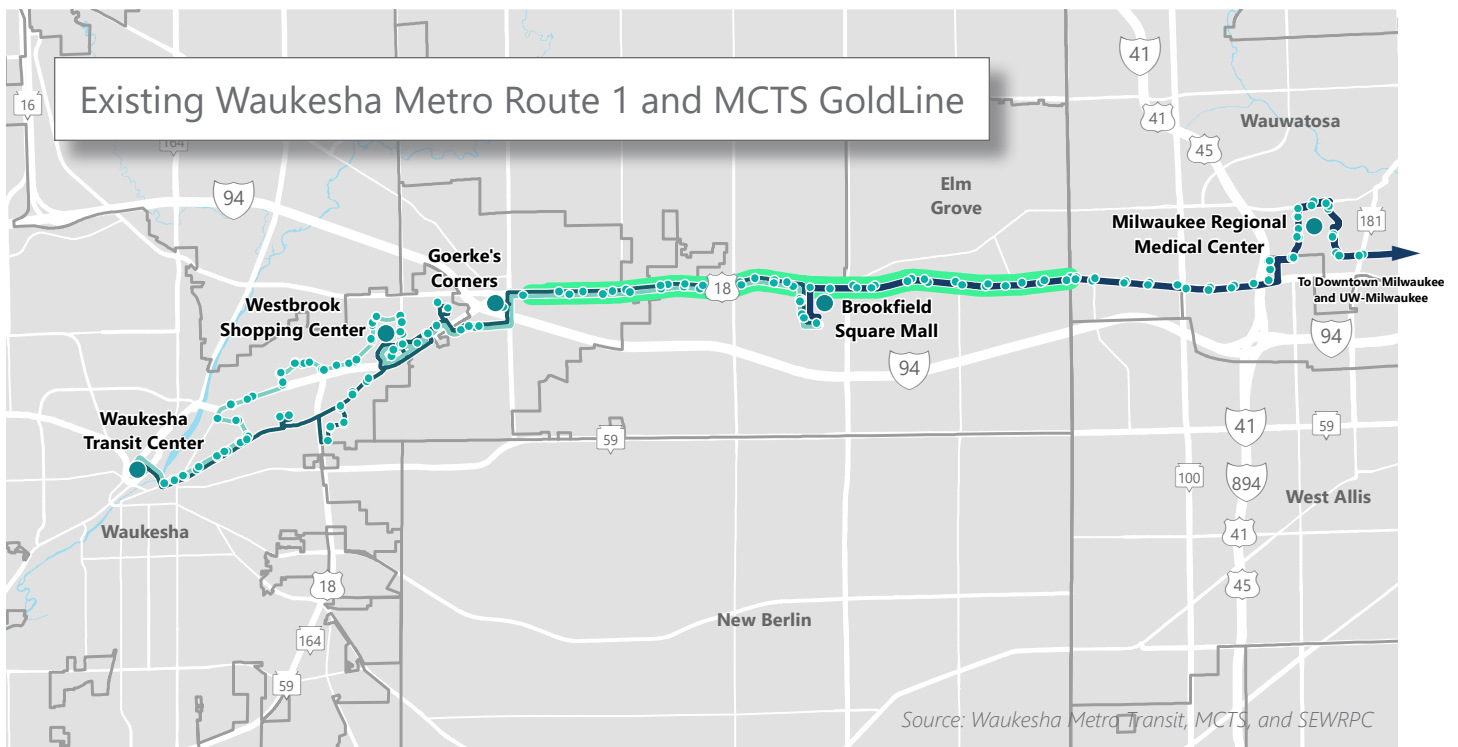 Existing Waukesha Metro Route 1 and MCTS GoldLine
16
164
94
41
41
45
Wauwatosa
Elm
Grove
Milwaukee Regional
Medical Center
181
Goerke's
Corners
18
To Downtown Milwaukee
and UW-Milwaukee
Westbrook
Shopping Center
Brookfield
Square Mall
94
94
Waukesha
Transit Center
59
41
59
100
894
West Allis
Waukesha
41
18
45
New Berlin
164
59
Source: Waukesha Metro Transit, MCTS, and SEWRPC